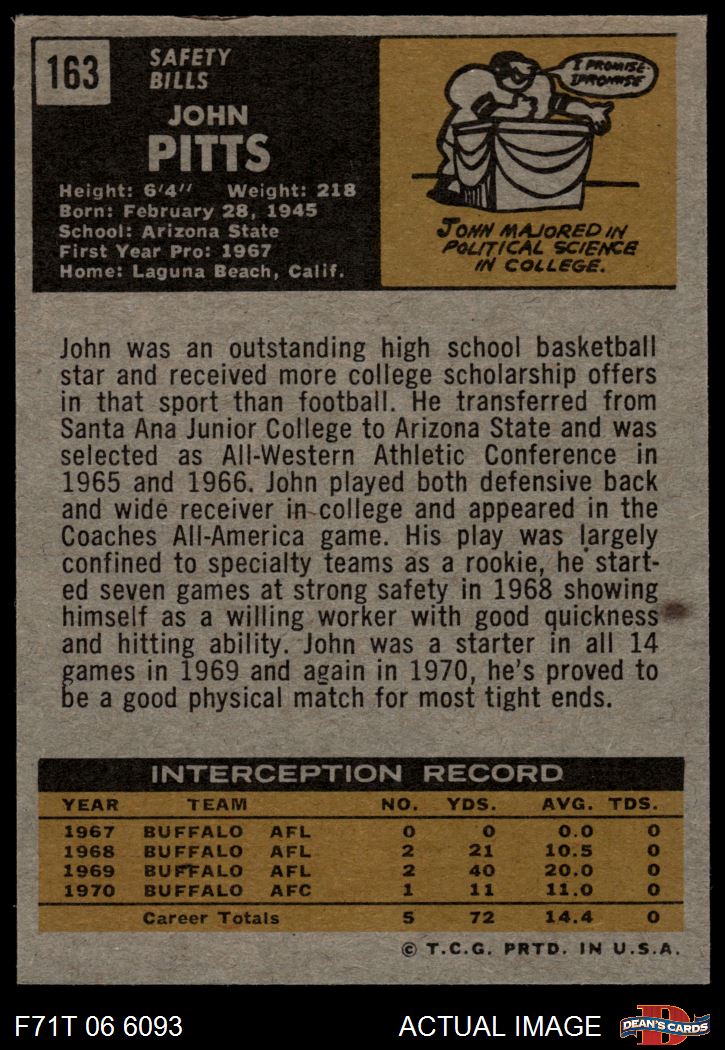 163
SAFETY
BILLS
JOHN
PITTS
Height: 6'4" Weight: 218
Born: February 28, 1945
School: Arizona State
First Year Pro: 1967
Home: Laguna Beach, Calif.
I PROMISE
I PROMISE
JOHN MAJORED IN
POLITICAL SCIENCE
IN COLLEGE.
John was an outstanding high school basketball
star and received more college scholarship offers
in that sport than football. He transferred from
Santa Ana Junior College to Arizona State and was
selected as All-Western Athletic Conference in
1965 and 1966. John played both defensive back
and wide receiver in college and appeared in the
Coaches All-America game. His play was largely
confined to specialty teams as a rookie, he start-
ed seven games at strong safety in 1968 showing
himself as a willing worker with good quickness
and hitting ability. John was a starter in all 14
games in 1969 and again in 1970, he's proved to
be a good physical match for most tight ends.
INTERCEPTION RECORD
YEAR TEAM NO. YDS. AVG. TDS.
1967 BUFFALO AFL 0 0 0.0 0
1968 BUFFALO AFL 2 21 10.5 0
1969 BUFFALO AFL 2 40 20.0 0
1970 BUFFALO AFC 1 11 11.0 0
Career Totals 5 72 14.4 0
© T.C.G. PRTD. IN U.S.A.
F71T 06 6093 ACTUAL IMAGE
D
DEAN'S CARDS